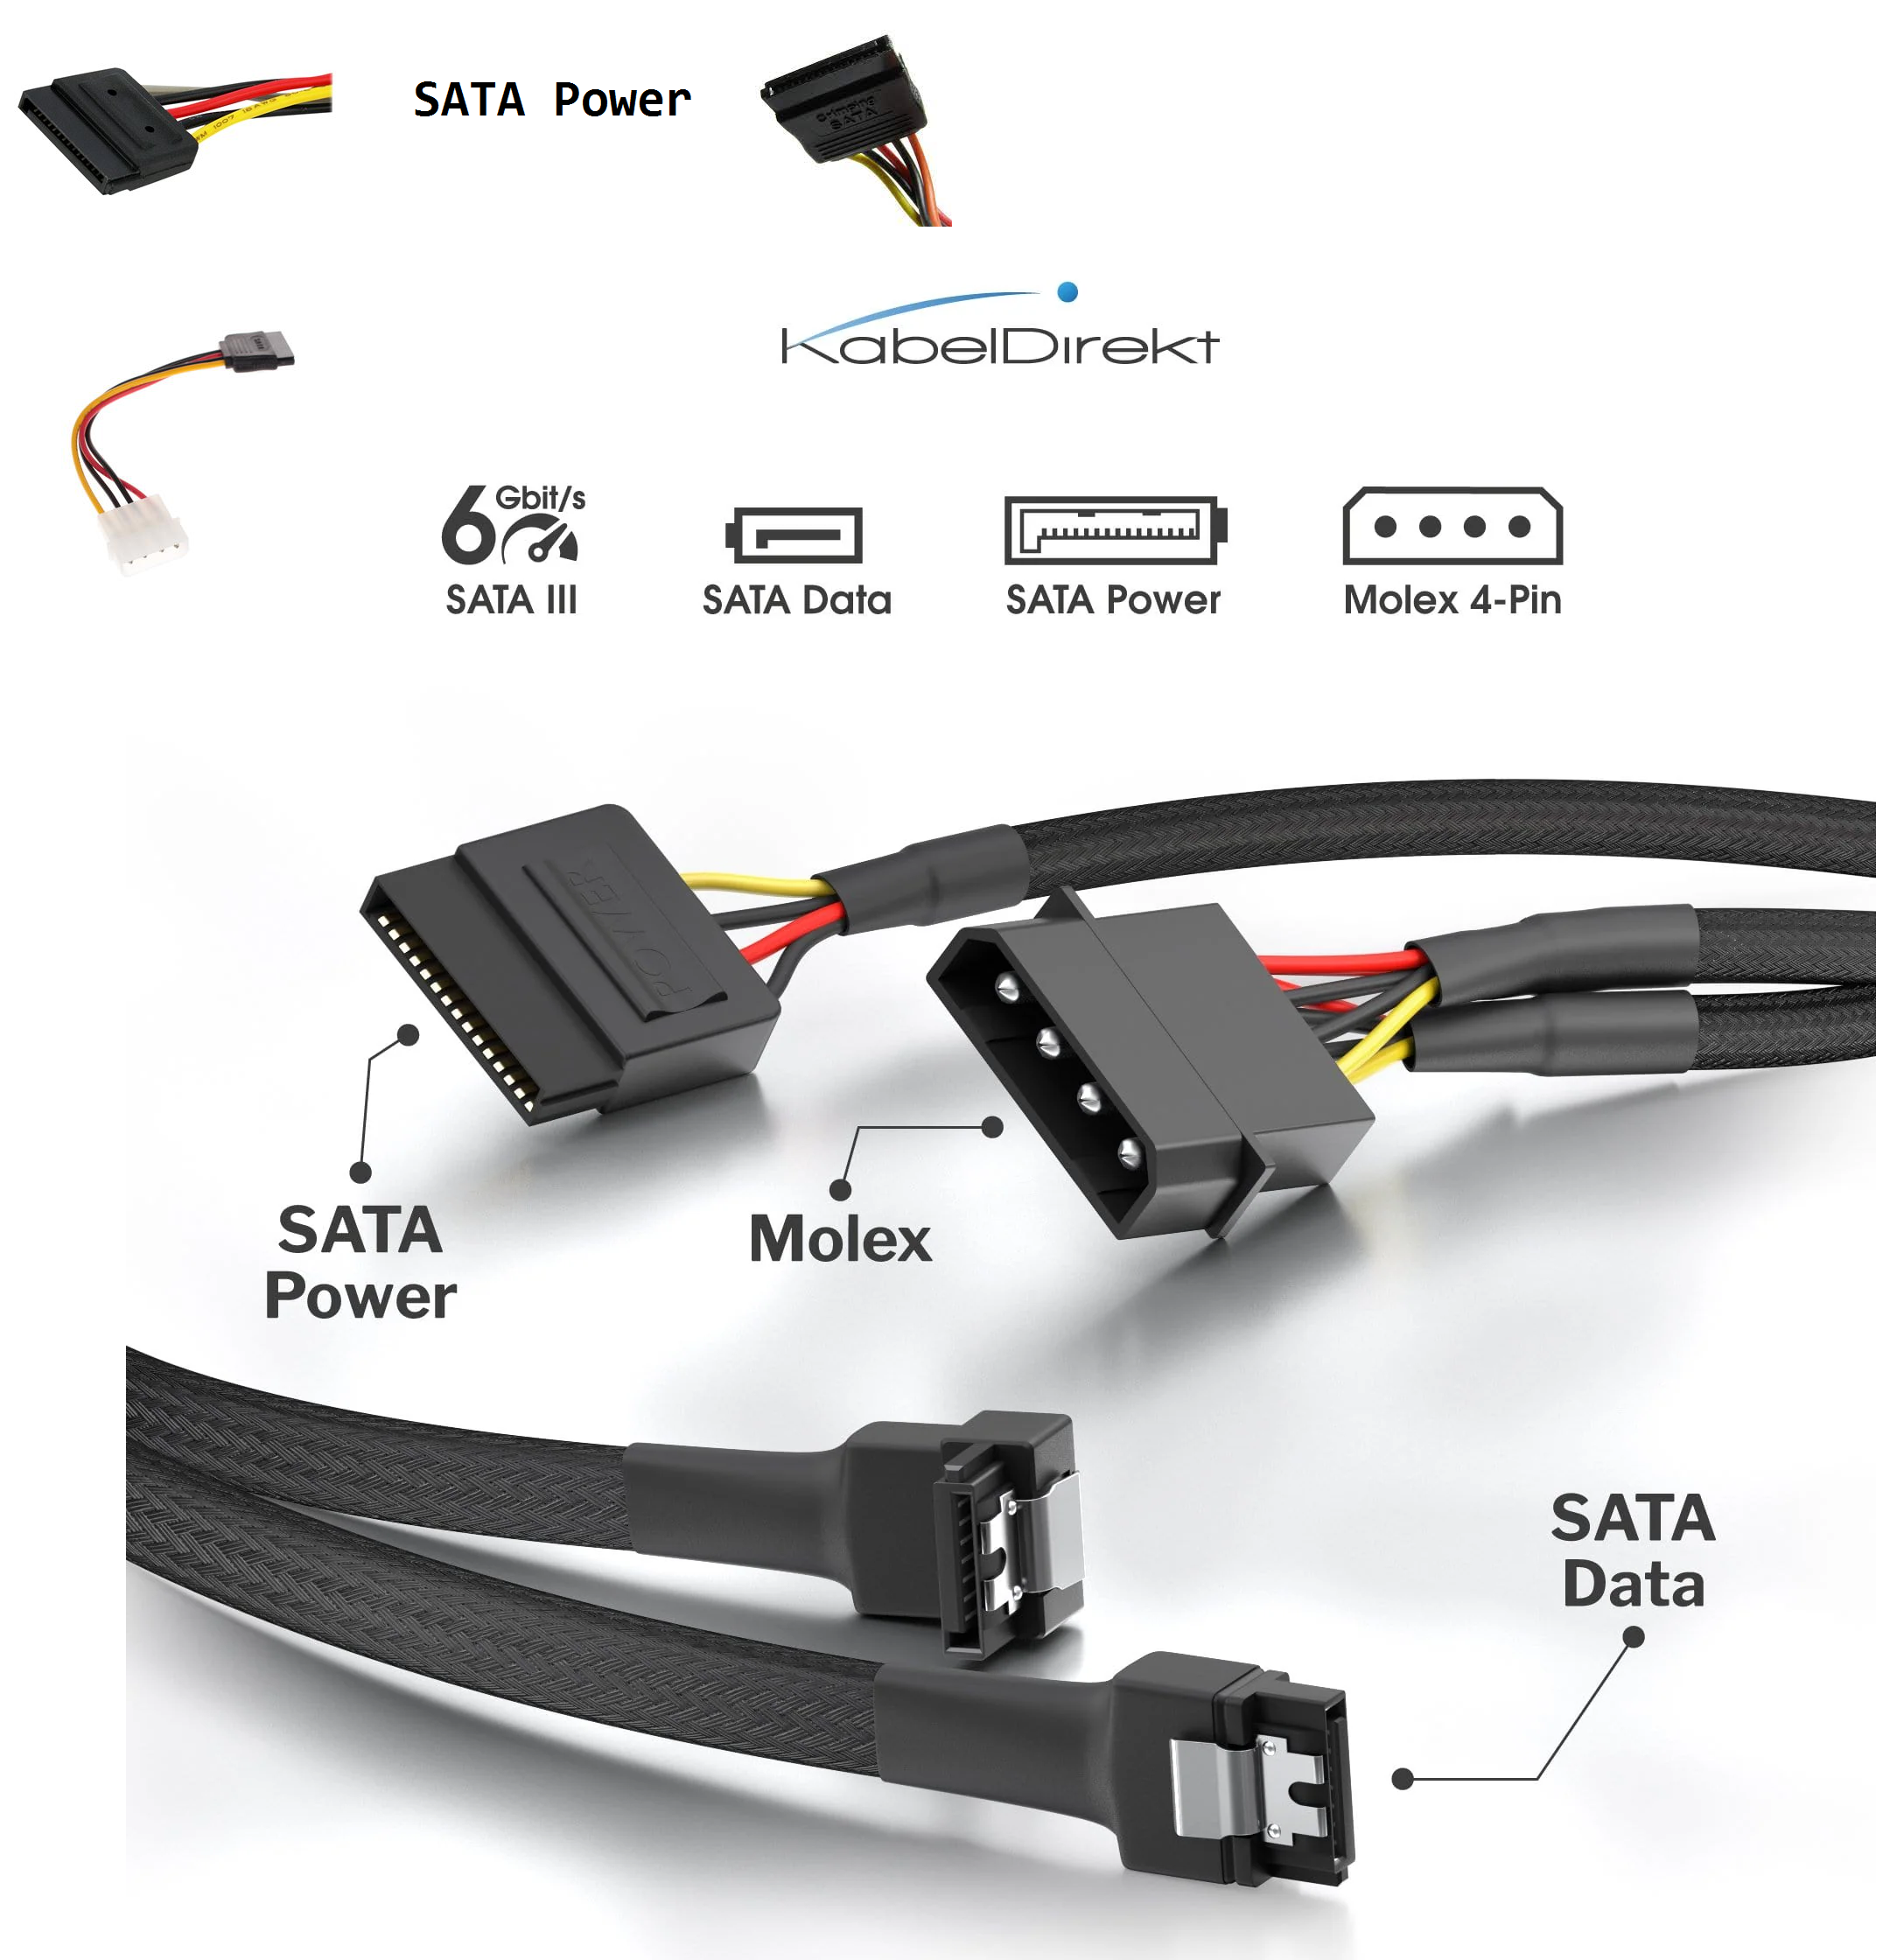 SATA Power
SATA
KabelDirekt
6 Gbit/s
SATA III
SATA Data
SATA Power
Molex 4-Pin
POWER
SATA
Power
Molex
SATA
Data